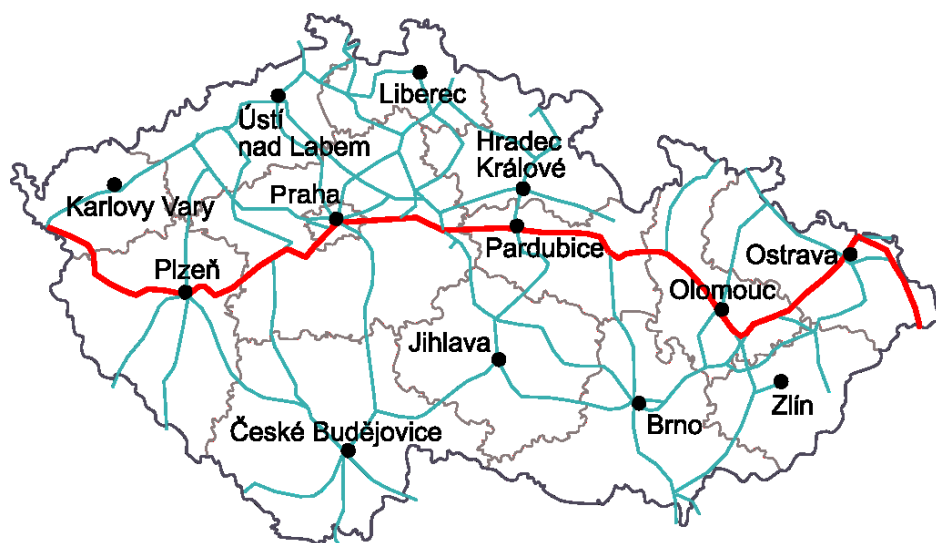 Liberec
Ústí
nad Labem
Hradec
Králové
Karlovy Vary
Praha
Pardubice
Plzeň
Ostrava
Olomouc
Jihlava
Zlín
Brno
České Budějovice